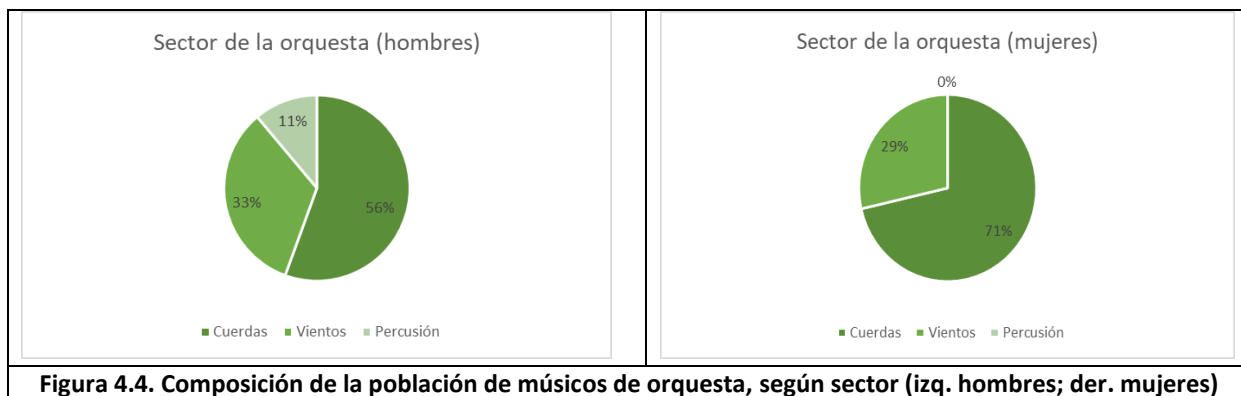 Sector de la orquesta (hombres)
11%
33%
56%
Cuerdas Vientos Percusión
Sector de la orquesta (mujeres)
0%
29%
71%
Cuerdas Vientos Percusión
Figura 4.4. Composición de la población de músicos de orquesta, según sector (izq. hombres; der. mujeres)